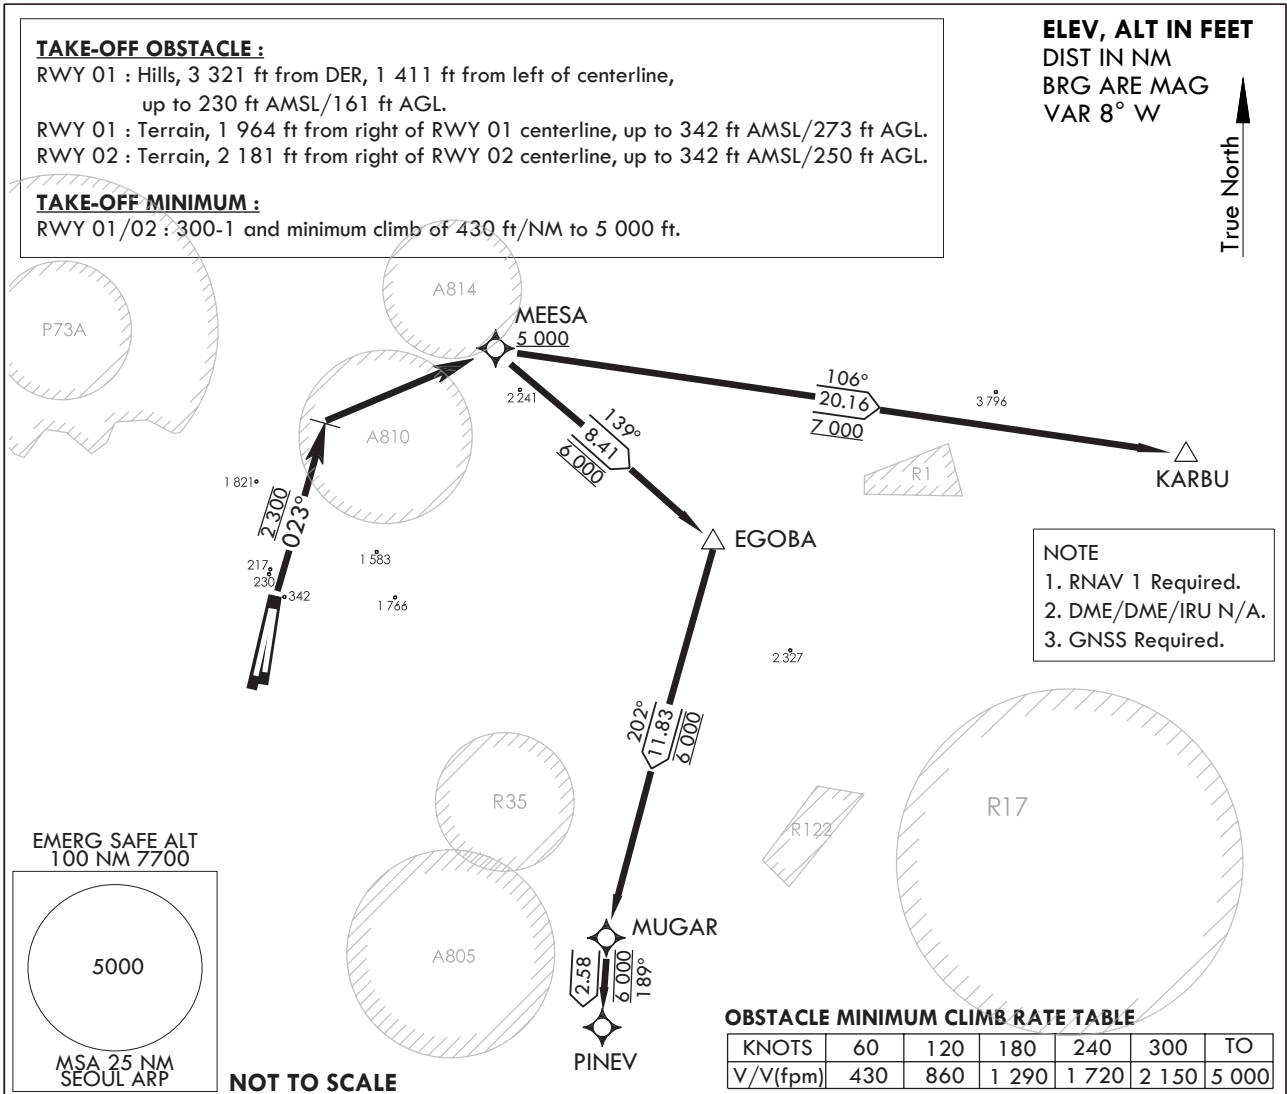 TAKE-OFF OBSTACLE :
RWY 01 : Hills, 3 321 ft from DER, 1 411 ft from left of centerline,
up to 230 ft AMSL/161 ft AGL.
RWY 01 : Terrain, 1 964 ft from right of RWY 01 centerline, up to 342 ft AMSL/273 ft AGL.
RWY 02 : Terrain, 2 181 ft from right of RWY 02 centerline, up to 342 ft AMSL/250 ft AGL.
TAKE-OFF MINIMUM :
RWY 01/02 : 300-1 and minimum climb of 430 ft/NM to 5 000 ft.
ELEV, ALT IN FEET
DIST IN NM
BRG ARE MAG
VAR 8° W
True North
P73A
A814
MEESA
5 000
A810
2 241
139°
8.41
6 000
106°
20.16
7 000
3 796
R1
KARBU
1 821
2 300
023°
217
230
342
1 583
1 766
EGOBA
NOTE
1. RNAV 1 Required.
2. DME/DME/IRU N/A.
3. GNSS Required.
2 327
202°
11.83
6 000
R35
R122
R17
A805
MUGAR
2.58
6 000
189°
PINEV
EMERG SAFE ALT
100 NM 7700
5000
MSA 25 NM
SEOUL ARP
NOT TO SCALE
OBSTACLE MINIMUM CLIMB RATE TABLE
KNOTS 60 120 180 240 300 TO
V/V(fpm) 430 860 1 290 1 720 2 150 5 000